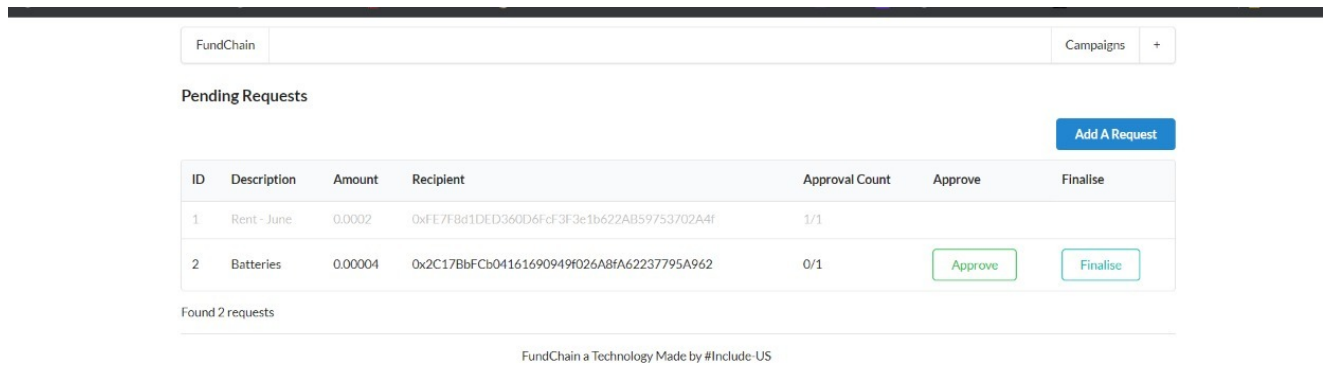 FundChain Campaigns +
Pending Requests
Add A Request
ID Description Amount Recipient Approval Count Approve Finalise
1 Rent - June 0.0002 0xFE7F8d1DED360D6FcF3F3e1b622AB59753702A4f 1/1
2 Batteries 0.00004 0x2C17BbFCb04161690949f026A8fA62237795A962 0/1 Approve Finalise
Found 2 requests
FundChain a Technology Made by #Include-US